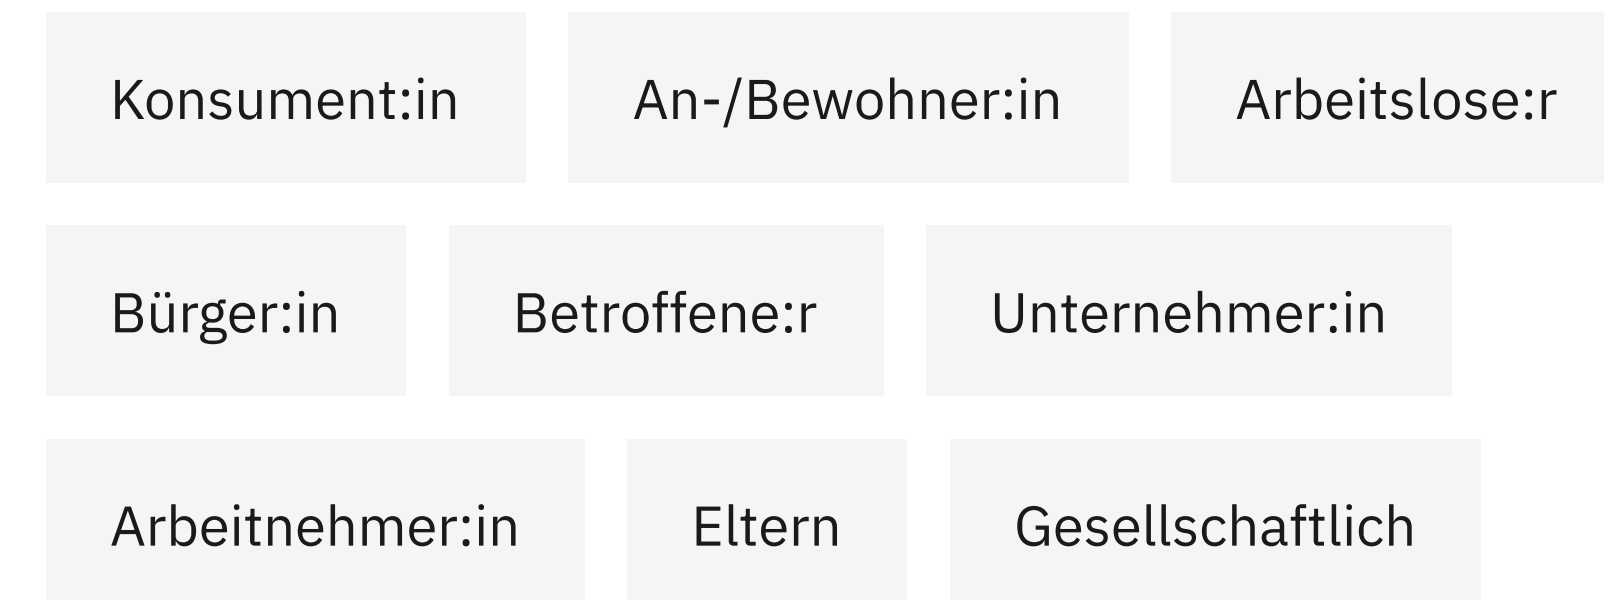 Konsument:in An-/Bewohner:in Arbeitslose:r
Bürger:in Betroffene:r Unternehmer:in
Arbeitnehmer:in Eltern Gesellschaftlich